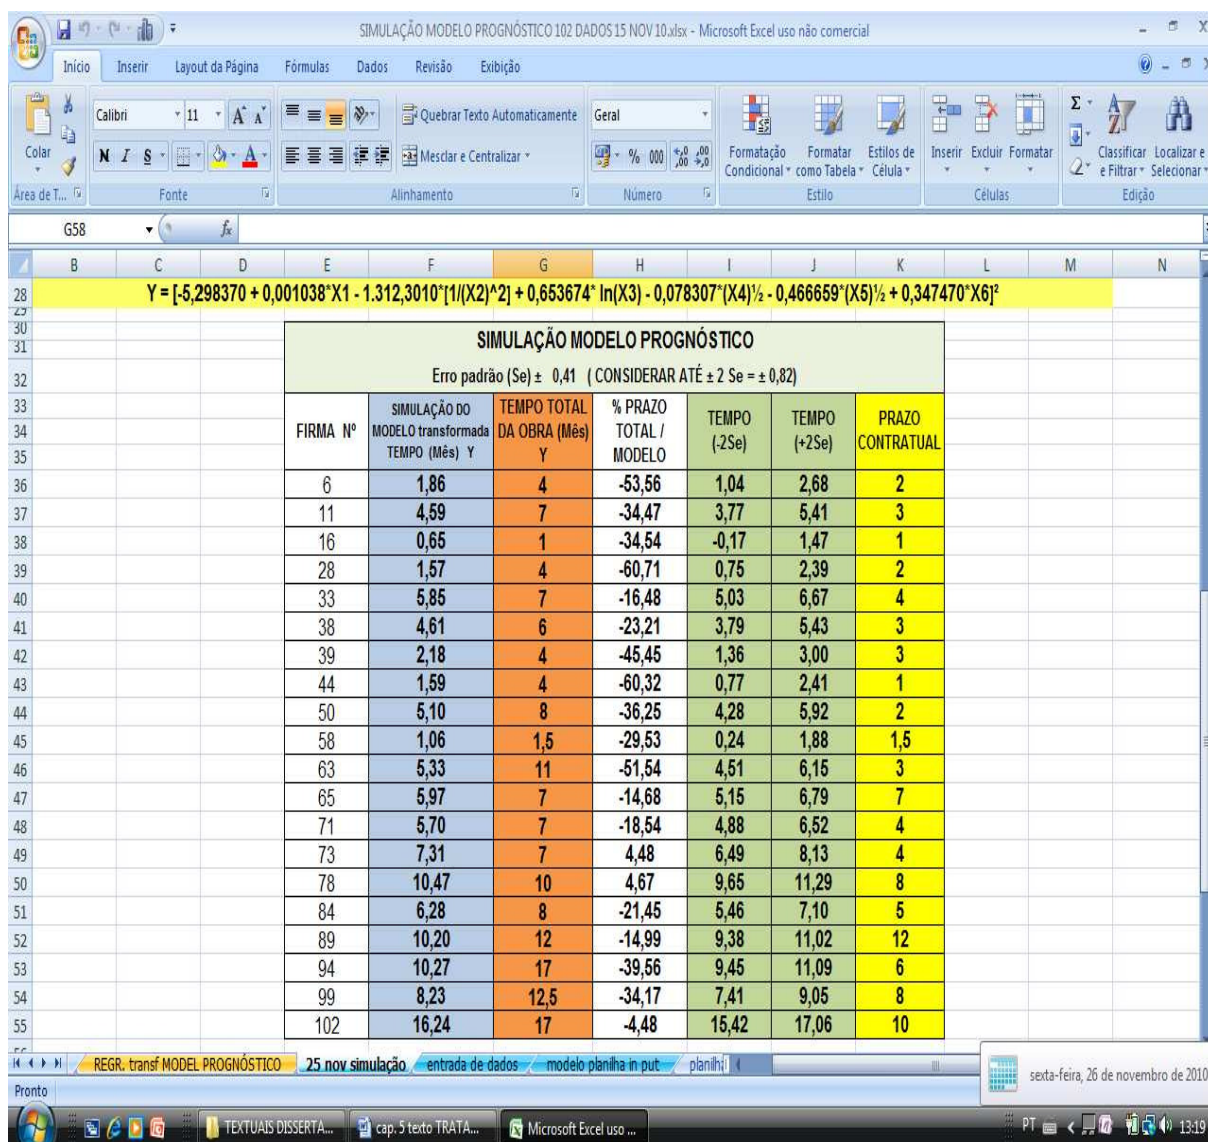 SIMULAÇÃO MODELO PROGNÓSTICO 102 DADOS 15 NOV 10.xlsx - Microsoft Excel uso não comercial
Início Inserir Layout da Página Fórmulas Dados Revisão Exibição
Calibri 11 A A Quebrar Texto Automaticamente Geral Σ
Colar N I S A Mesclar e Centralizar % 000 Formatação Condicional Formatar como Tabela Estilos de Célula Inserir Excluir Formatar Classificar e Filtrar Localizar e Selecionar
Área de T... Fonte Alinhamento Número Estilo Células Edição
G58 fx
B C D E F G H I J K L M N
28 Y = [-5,298370 + 0,001038*X1 - 1.312,3010*[1/(X2)^2] + 0,653674* ln(X3) - 0,078307*(X4)½ - 0,466659*(X5)½ + 0,347470*X6]²
29
30
31 SIMULAÇÃO MODELO PROGNÓSTICO
32 Erro padrão (Se) ± 0,41 ( CONSIDERAR ATÉ ± 2 Se = ± 0,82)
33 SIMULAÇÃO DO TEMPO TOTAL % PRAZO
34 FIRMA Nº MODELO transformada DA OBRA (Mês) TOTAL / TEMPO TEMPO PRAZO
35 TEMPO (Mês) Y Y MODELO (-2Se) (+2Se) CONTRATUAL
36 6 1,86 4 -53,56 1,04 2,68 2
37 11 4,59 7 -34,47 3,77 5,41 3
38 16 0,65 1 -34,54 -0,17 1,47 1
39 28 1,57 4 -60,71 0,75 2,39 2
40 33 5,85 7 -16,48 5,03 6,67 4
41 38 4,61 6 -23,21 3,79 5,43 3
42 39 2,18 4 -45,45 1,36 3,00 3
43 44 1,59 4 -60,32 0,77 2,41 1
44 50 5,10 8 -36,25 4,28 5,92 2
45 58 1,06 1,5 -29,53 0,24 1,88 1,5
46 63 5,33 11 -51,54 4,51 6,15 3
47 65 5,97 7 -14,68 5,15 6,79 7
48 71 5,70 7 -18,54 4,88 6,52 4
49 73 7,31 7 4,48 6,49 8,13 4
50 78 10,47 10 4,67 9,65 11,29 8
51 84 6,28 8 -21,45 5,46 7,10 5
52 89 10,20 12 -14,99 9,38 11,02 12
53 94 10,27 17 -39,56 9,45 11,09 6
54 99 8,23 12,5 -34,17 7,41 9,05 8
55 102 16,24 17 -4,48 15,42 17,06 10
REGR. transf MODEL PROGNÓSTICO 25 nov simulação entrada de dados modelo planilha in put planilh
sexta-feira, 26 de novembro de 2010
Pronto
TEXTUAIS DISSERTA... cap. 5 texto TRATA... Microsoft Excel uso ... PT 13:19